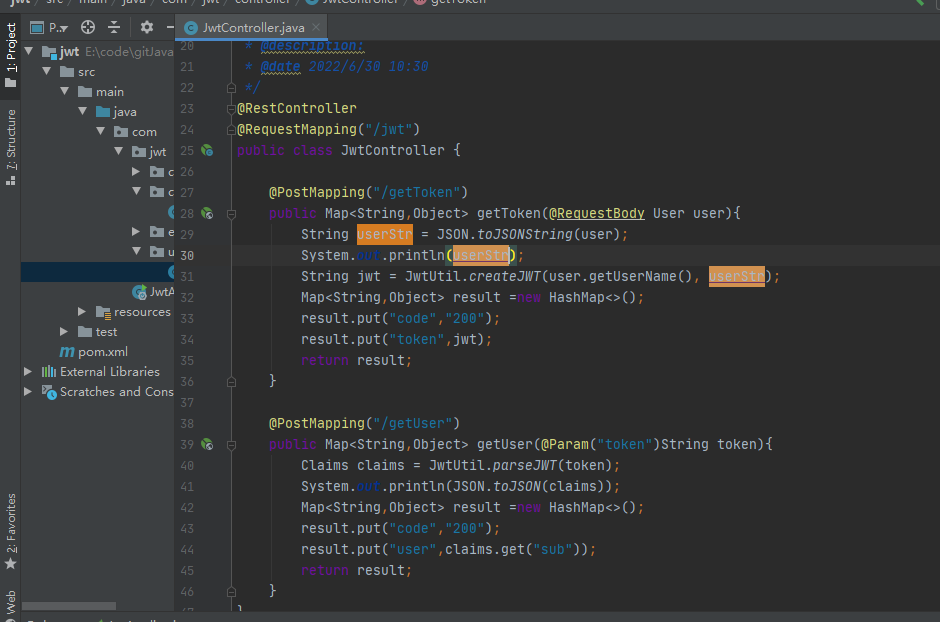 jwt src main java com jwt controller JwtController getToken
P..
JwtController.java
1: Project
7: Structure
2: Favorites
Web
jwt E:\code\gitJava
src
main
java
com
jwt
JwtA
resources
test
pom.xml
External Libraries
Scratches and Cons
20 * @description:
21 * @date 2022/6/30 10:30
22 */
23 @RestController
24 @RequestMapping("/jwt")
25 public class JwtController {
26
27 @PostMapping("/getToken")
28 public Map<String,Object> getToken(@RequestBody User user){
29 String userStr = JSON.toJSONString(user);
30 System.out.println(userStr);
31 String jwt = JwtUtil.createJWT(user.getUserName(), userStr);
32 Map<String,Object> result =new HashMap<>();
33 result.put("code","200");
34 result.put("token",jwt);
35 return result;
36 }
37
38 @PostMapping("/getUser")
39 public Map<String,Object> getUser(@Param("token")String token){
40 Claims claims = JwtUtil.parseJWT(token);
41 System.out.println(JSON.toJSON(claims));
42 Map<String,Object> result =new HashMap<>();
43 result.put("code","200");
44 result.put("user",claims.get("sub"));
45 return result;
46 }
47 }